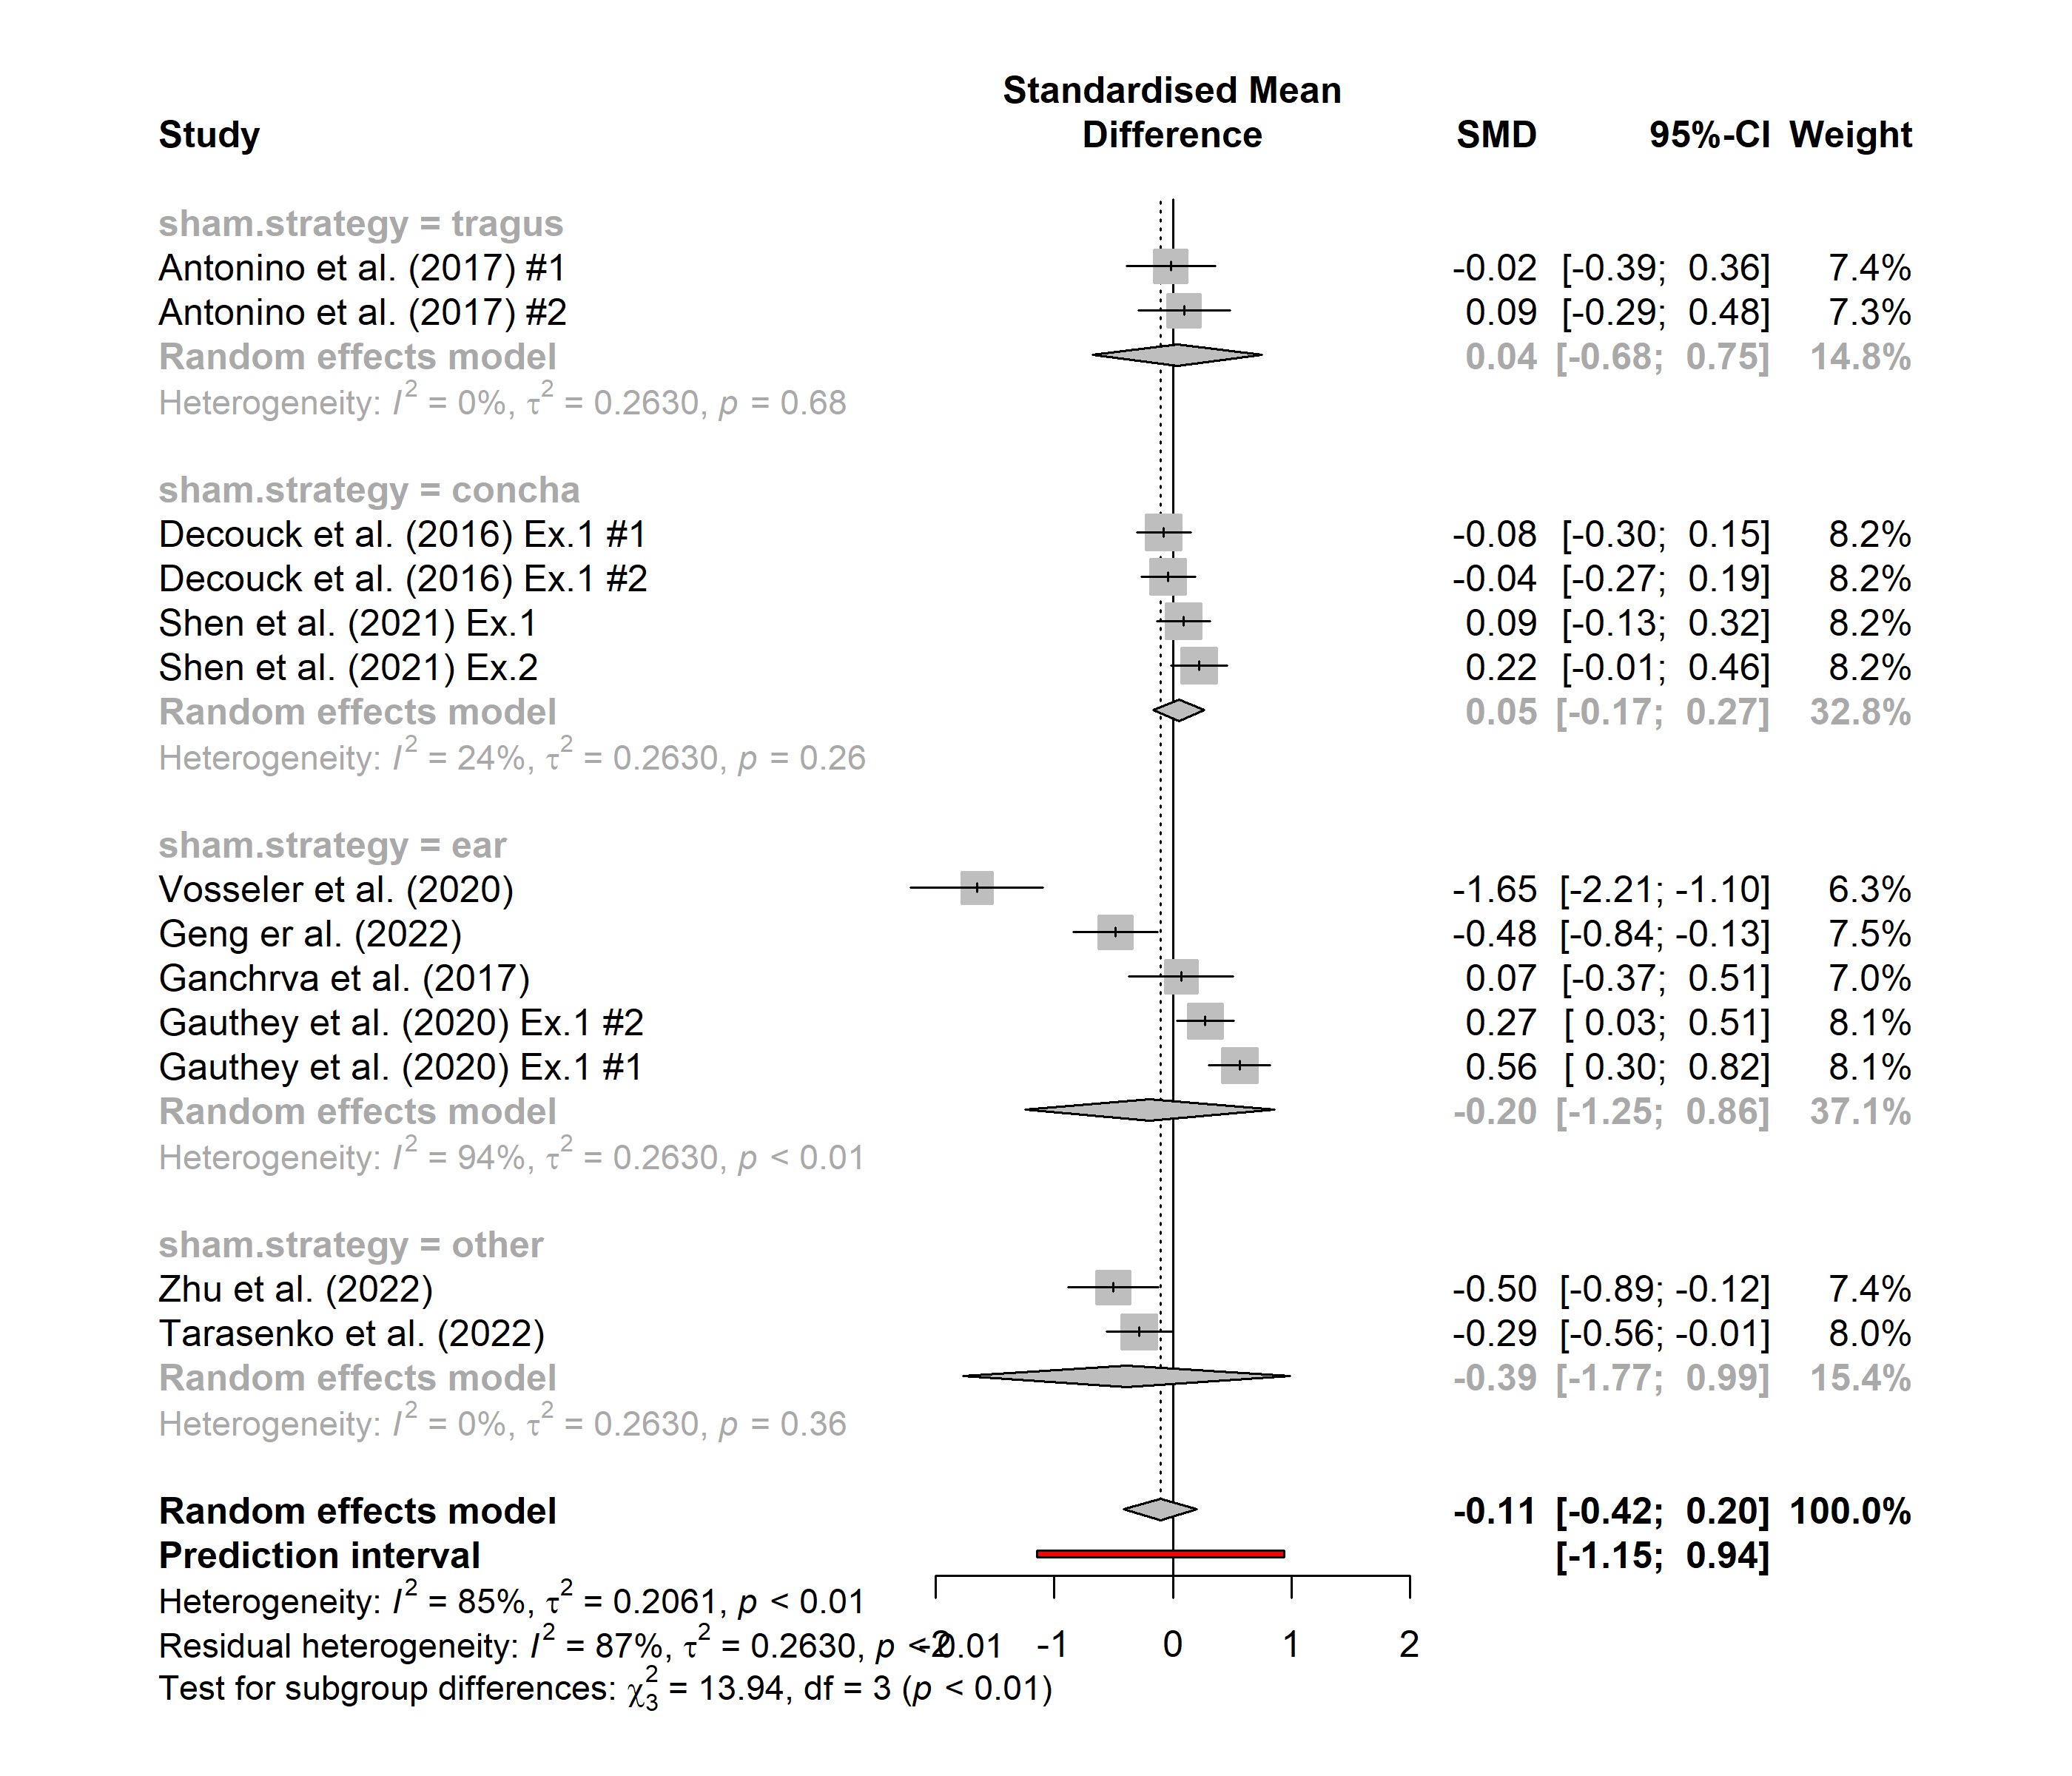 Standardised Mean
Study Difference SMD 95%-CI Weight
sham.strategy = tragus
Antonino et al. (2017) #1 -0.02 [-0.39; 0.36] 7.4%
Antonino et al. (2017) #2 0.09 [-0.29; 0.48] 7.3%
Random effects model 0.04 [-0.68; 0.75] 14.8%
Heterogeneity: I² = 0%, τ² = 0.2630, p = 0.68
sham.strategy = concha
Decouck et al. (2016) Ex.1 #1 -0.08 [-0.30; 0.15] 8.2%
Decouck et al. (2016) Ex.1 #2 -0.04 [-0.27; 0.19] 8.2%
Shen et al. (2021) Ex.1 0.09 [-0.13; 0.32] 8.2%
Shen et al. (2021) Ex.2 0.22 [-0.01; 0.46] 8.2%
Random effects model 0.05 [-0.17; 0.27] 32.8%
Heterogeneity: I² = 24%, τ² = 0.2630, p = 0.26
sham.strategy = ear
Vosseler et al. (2020) -1.65 [-2.21; -1.10] 6.3%
Geng er al. (2022) -0.48 [-0.84; -0.13] 7.5%
Ganchrva et al. (2017) 0.07 [-0.37; 0.51] 7.0%
Gauthey et al. (2020) Ex.1 #2 0.27 [ 0.03; 0.51] 8.1%
Gauthey et al. (2020) Ex.1 #1 0.56 [ 0.30; 0.82] 8.1%
Random effects model -0.20 [-1.25; 0.86] 37.1%
Heterogeneity: I² = 94%, τ² = 0.2630, p < 0.01
sham.strategy = other
Zhu et al. (2022) -0.50 [-0.89; -0.12] 7.4%
Tarasenko et al. (2022) -0.29 [-0.56; -0.01] 8.0%
Random effects model -0.39 [-1.77; 0.99] 15.4%
Heterogeneity: I² = 0%, τ² = 0.2630, p = 0.36
Random effects model -0.11 [-0.42; 0.20] 100.0%
Prediction interval [-1.15; 0.94]
Heterogeneity: I² = 85%, τ² = 0.2061, p < 0.01
Residual heterogeneity: I² = 87%, τ² = 0.2630, p < 0.01 -2 -1 0 1 2
Test for subgroup differences: χ²₃ = 13.94, df = 3 (p < 0.01)